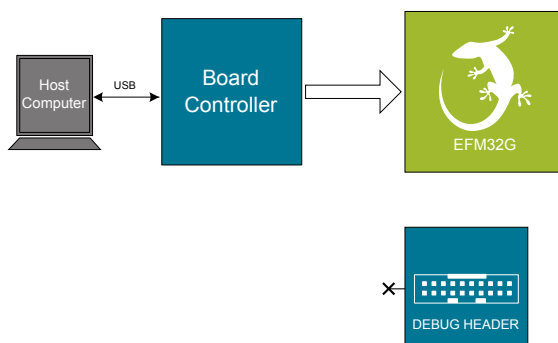 Host
Computer
USB
Board
Controller
EFM32G
DEBUG HEADER